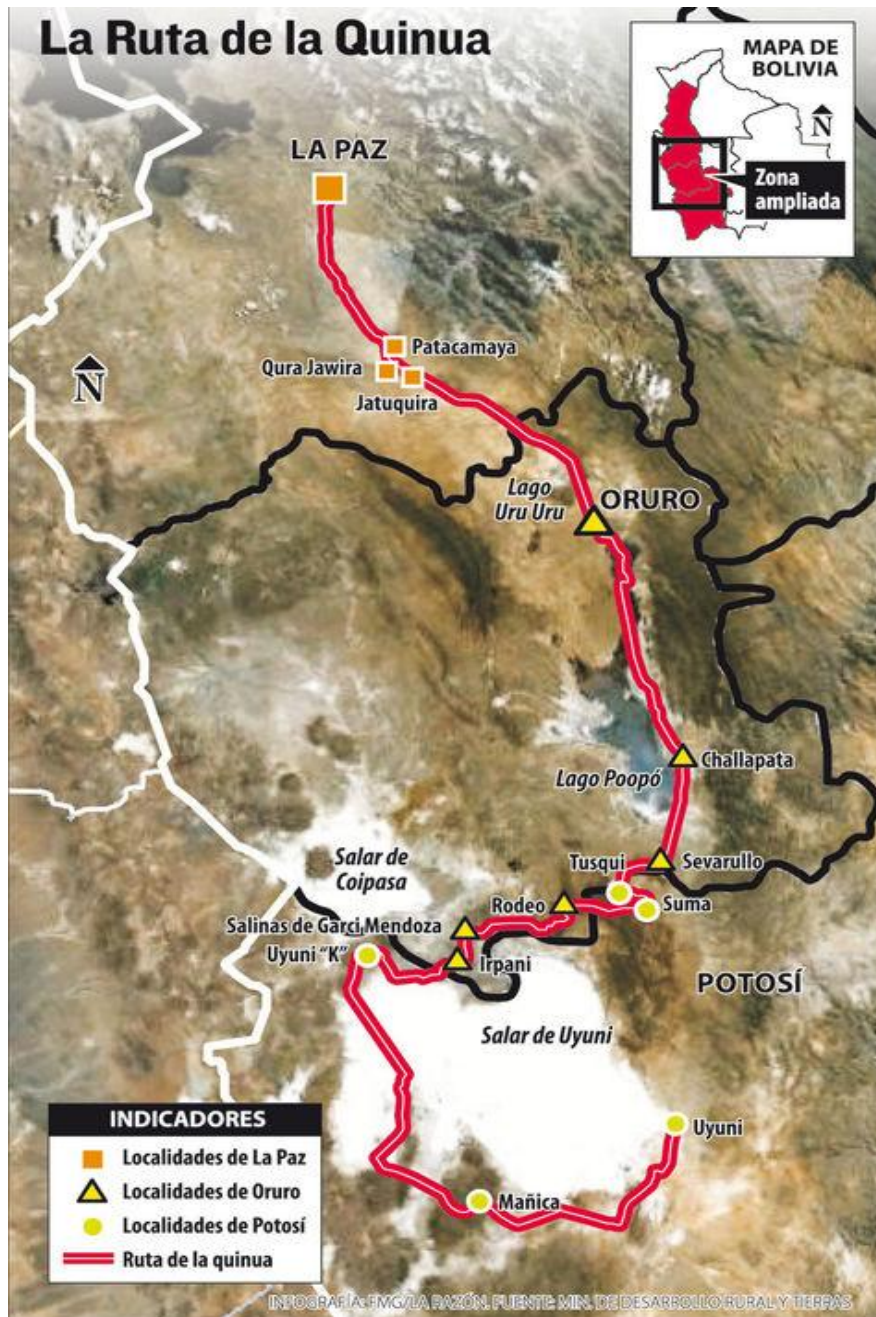 La Ruta de la Quinua
MAPA DE
BOLIVIA
N
Zona
ampliada
LA PAZ
N
Patacamaya
Qura Jawira
Jatuquira
Lago
Uru Uru
ORURO
Challapata
Lago Poopó
Salar de
Coipasa
Tusqui
Sevarullo
Rodeo
Suma
Salinas de Garci Mendoza
Uyuni "K"
Irpani
POTOSÍ
Salar de Uyuni
Uyuni
Mañica
INDICADORES
Localidades de La Paz
Localidades de Oruro
Localidades de Potosí
Ruta de la quinua
INFOGRAFÍA: FMG/LA RAZÓN. FUENTE: MIN. DE DESARROLLO RURAL Y TIERRAS